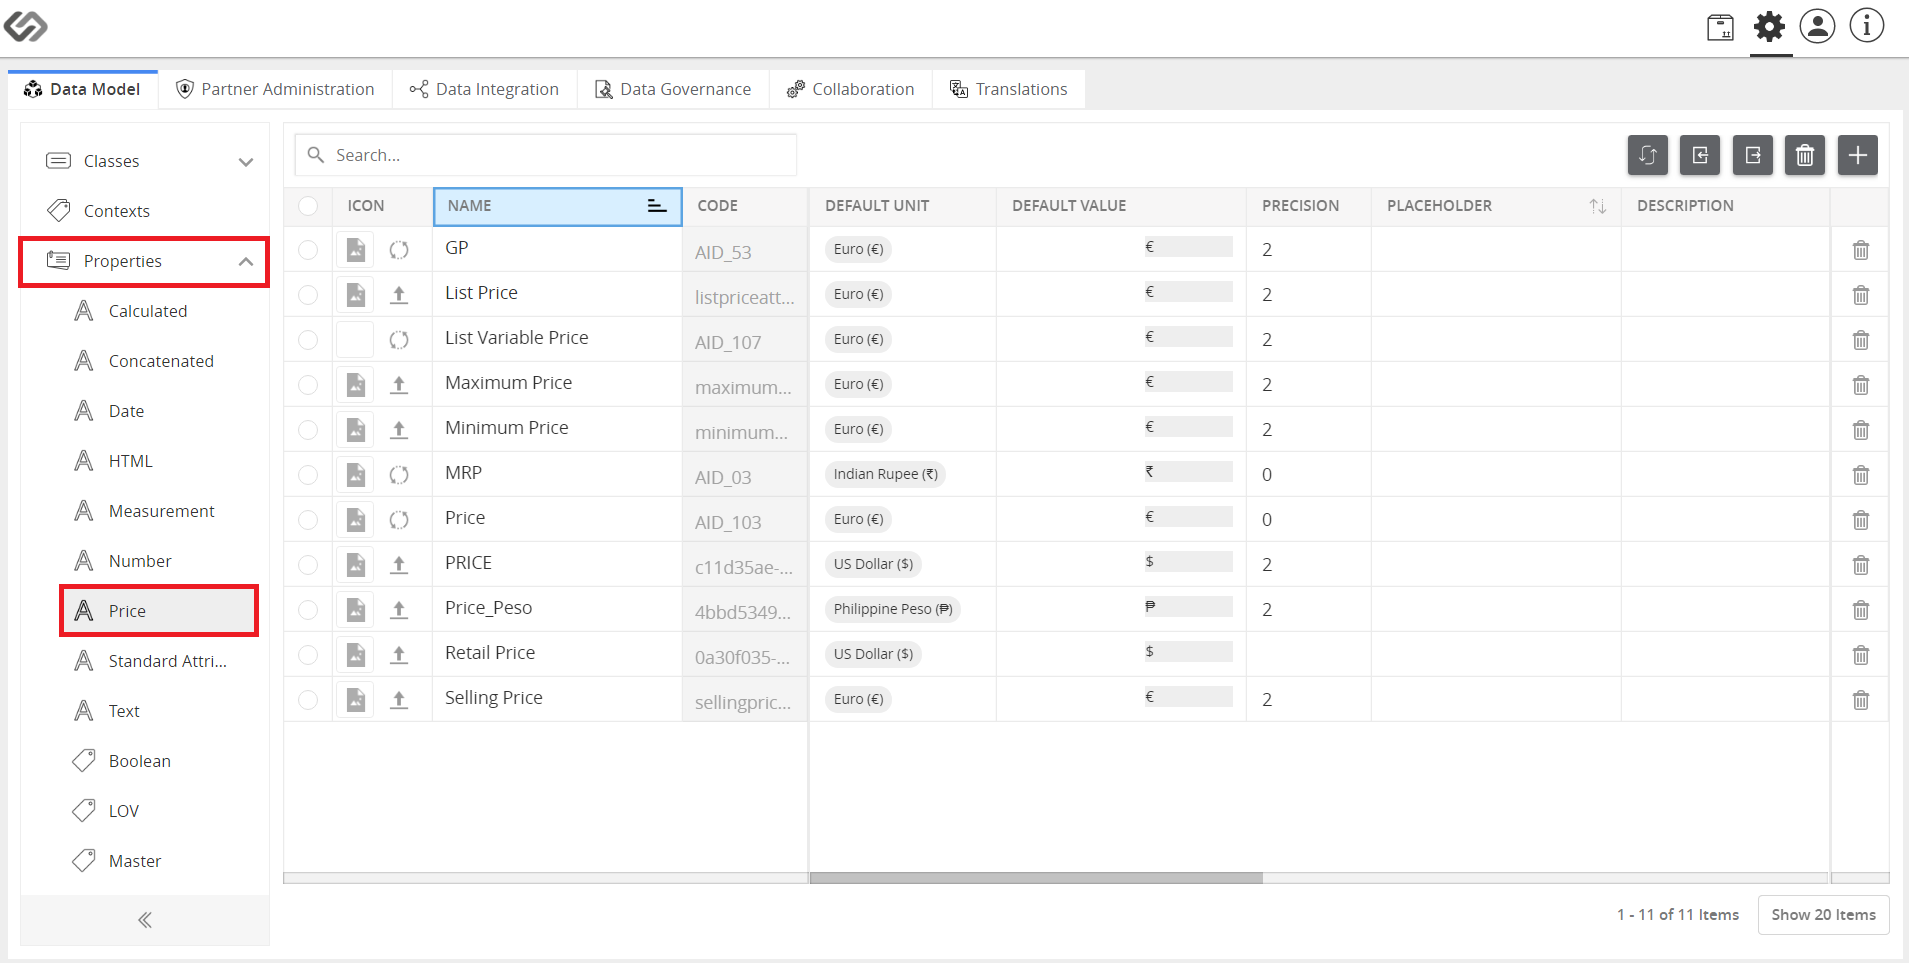 Data Model
Partner Administration
Data Integration
Data Governance
Collaboration
Translations
Classes
Contexts
Properties
Calculated
Concatenated
Date
HTML
Measurement
Number
Price
Standard Attri...
Text
Boolean
LOV
Master
Search...
ICON NAME CODE DEFAULT UNIT DEFAULT VALUE PRECISION PLACEHOLDER DESCRIPTION
GP AID_53 Euro (€) € 2
List Price listpriceatt... Euro (€) € 2
List Variable Price AID_107 Euro (€) € 2
Maximum Price maximum... Euro (€) € 2
Minimum Price minimum... Euro (€) € 2
MRP AID_03 Indian Rupee (₹) ₹ 0
Price AID_103 Euro (€) € 0
PRICE c11d35ae-... US Dollar ($) $ 2
Price_Peso 4bbd5349... Philippine Peso (₱) ₱ 2
Retail Price 0a30f035-... US Dollar ($) $
Selling Price sellingpric... Euro (€) € 2
1 - 11 of 11 Items
Show 20 Items